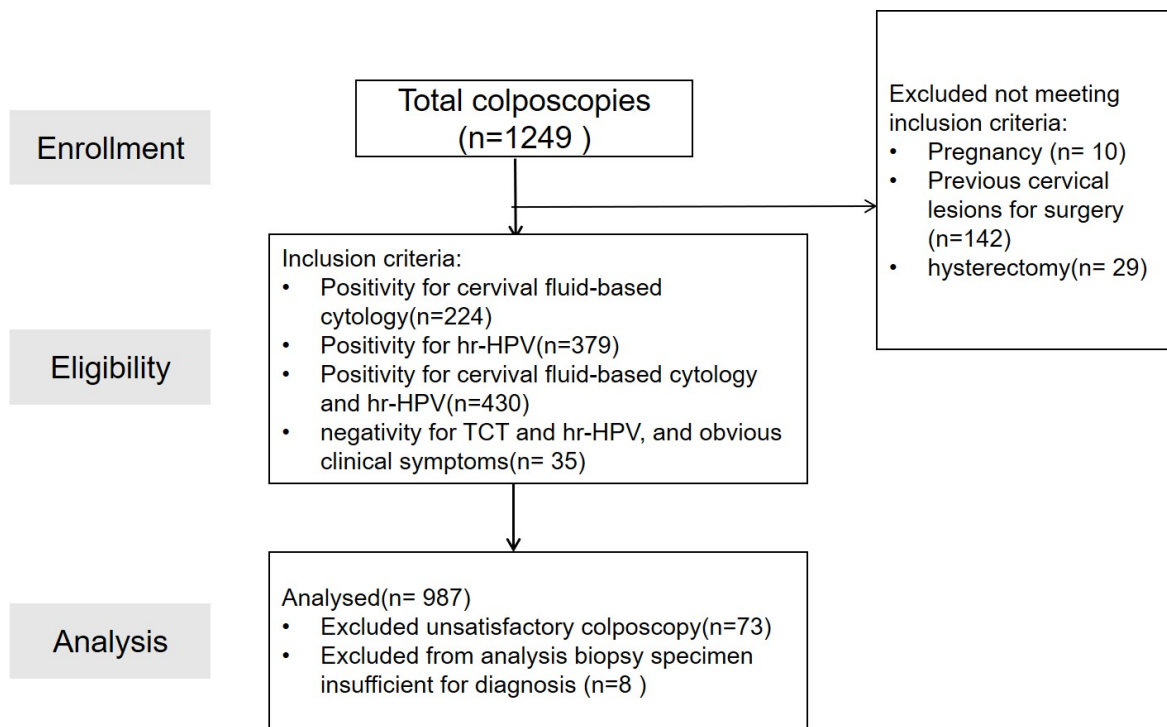 Enrollment
Total colposcopies
(n=1249 )
Excluded not meeting
inclusion criteria:
• Pregnancy (n= 10)
• Previous cervical
lesions for surgery
(n=142)
• hysterectomy(n= 29)
Eligibility
Inclusion criteria:
• Positivity for cervival fluid-based
cytology(n=224)
• Positivity for hr-HPV(n=379)
• Positivity for cervival fluid-based cytology
and hr-HPV(n=430)
• negativity for TCT and hr-HPV, and obvious
clinical symptoms(n= 35)
Analysis
Analysed(n= 987)
• Excluded unsatisfactory colposcopy(n=73)
• Excluded from analysis biopsy specimen
insufficient for diagnosis (n=8 )